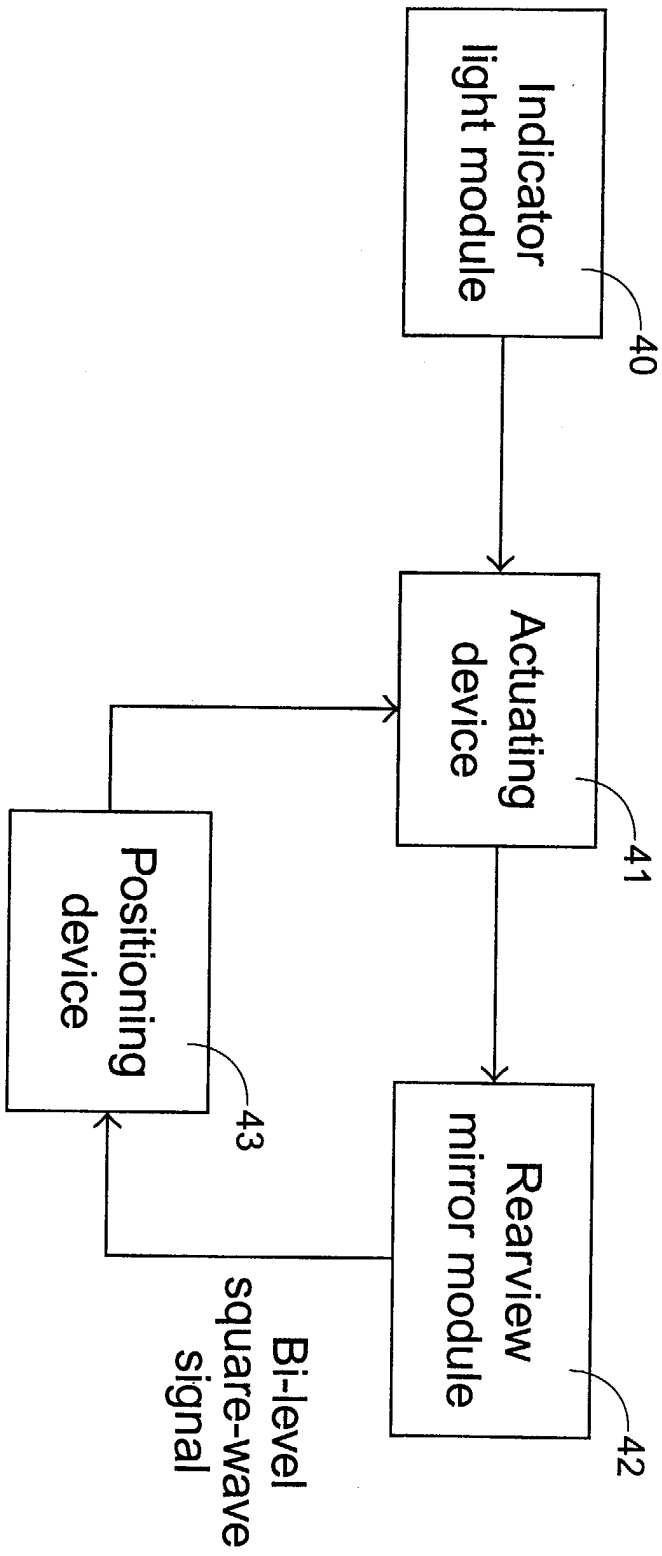 Indicator
light module
40
Actuating
device
41
Rearview
mirror module
42
Positioning
device
43
Bi-level
square-wave
signal